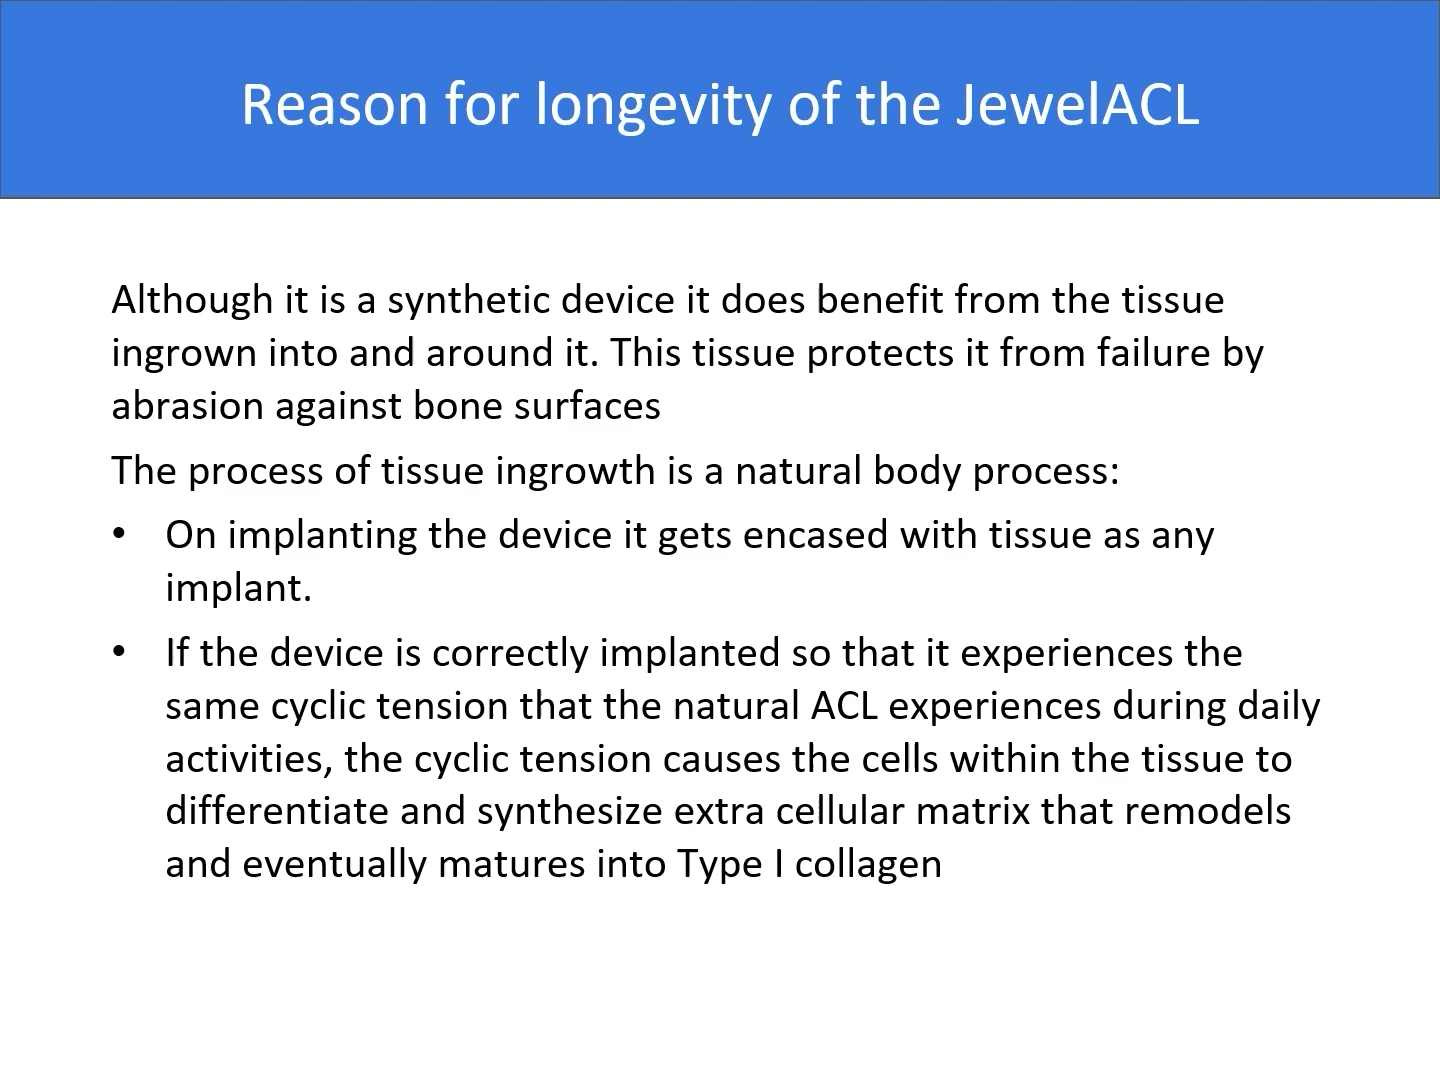 Reason for longevity of the JewelACL
Although it is a synthetic device it does benefit from the tissue
ingrown into and around it. This tissue protects it from failure by
abrasion against bone surfaces
The process of tissue ingrowth is a natural body process:
• On implanting the device it gets encased with tissue as any
implant.
• If the device is correctly implanted so that it experiences the
same cyclic tension that the natural ACL experiences during daily
activities, the cyclic tension causes the cells within the tissue to
differentiate and synthesize extra cellular matrix that remodels
and eventually matures into Type I collagen